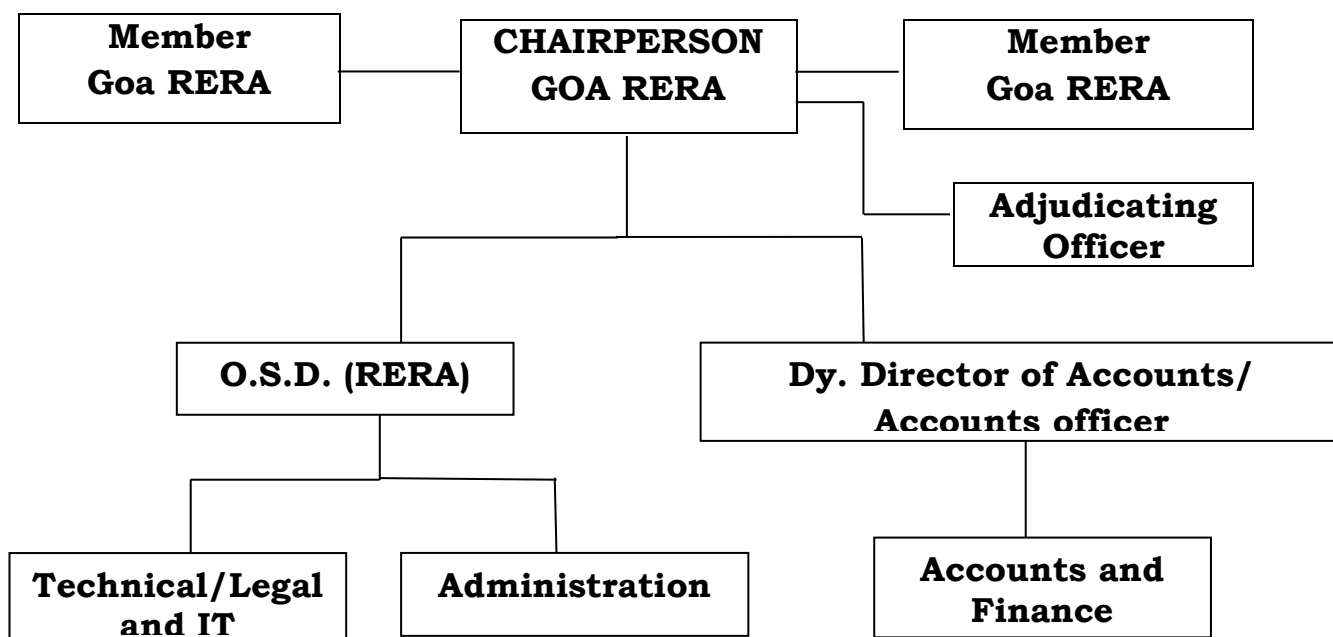 Member
Goa RERA
CHAIRPERSON
GOA RERA
Member
Goa RERA
Adjudicating
Officer
O.S.D. (RERA)
Dy. Director of Accounts/
Accounts officer
Technical/Legal
and IT
Administration
Accounts and
Finance